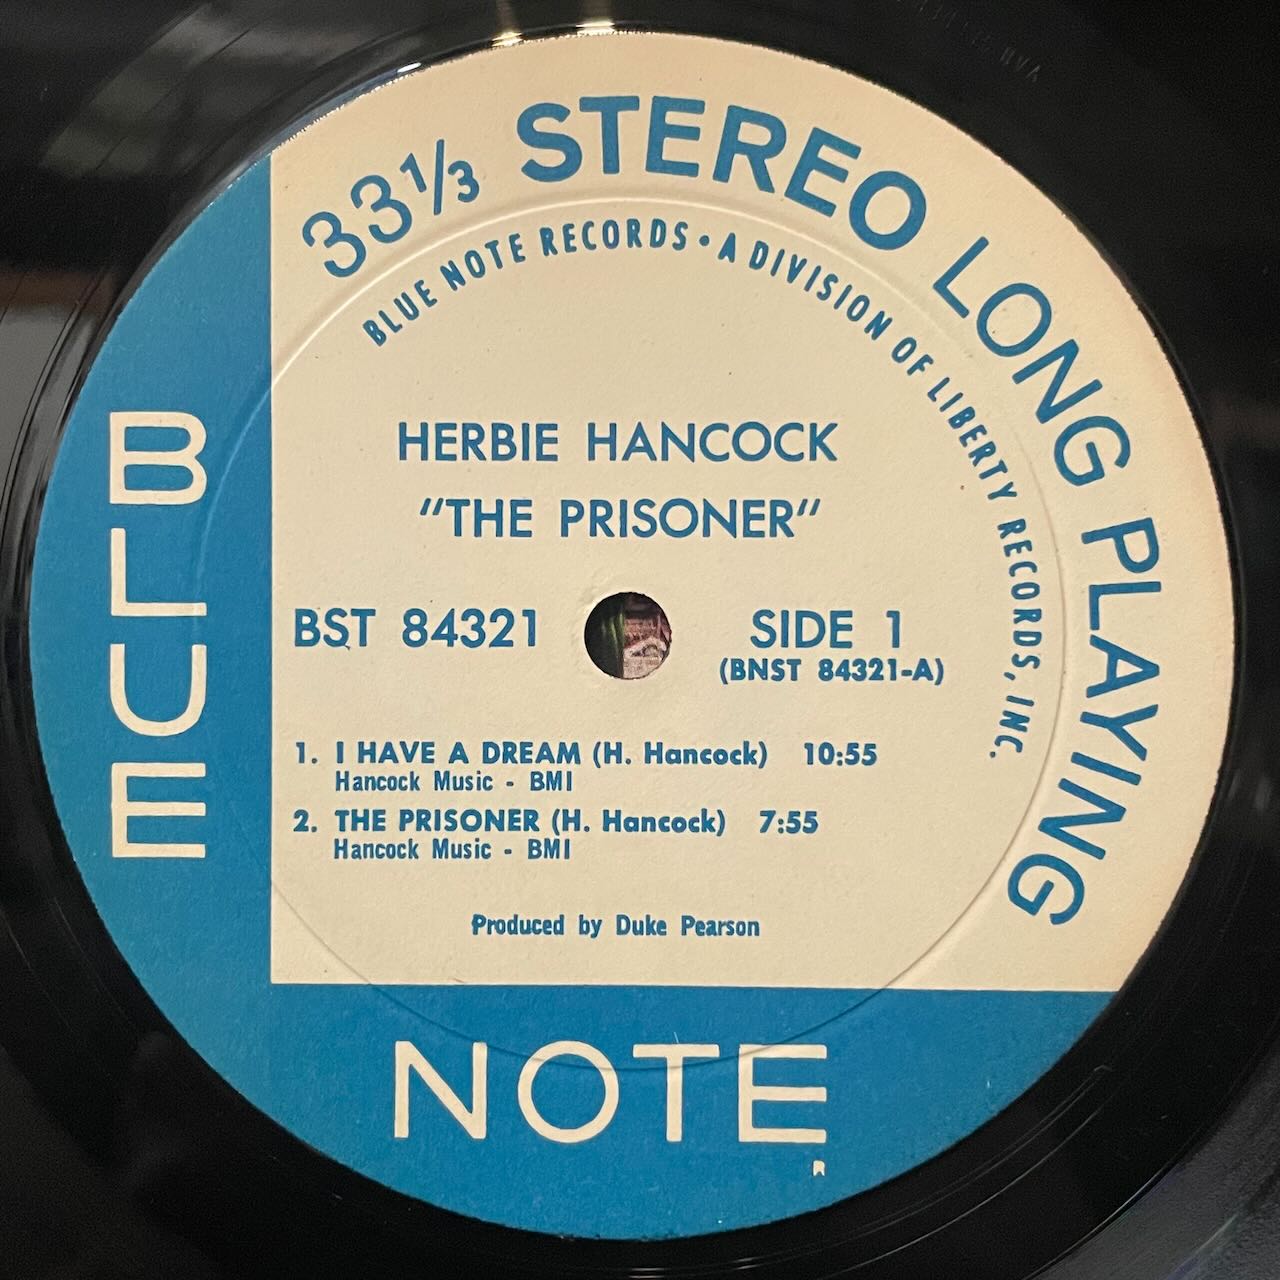 33⅓ STEREO LONG PLAYING
BLUE NOTE RECORDS • A DIVISION OF LIBERTY RECORDS, INC.
HERBIE HANCOCK
"THE PRISONER"
BST 84321
SIDE 1
(BNST 84321-A)
1. I HAVE A DREAM (H. Hancock) 10:55
Hancock Music - BMI
2. THE PRISONER (H. Hancock) 7:55
Hancock Music - BMI
Produced by Duke Pearson
BLUE
NOTE
R